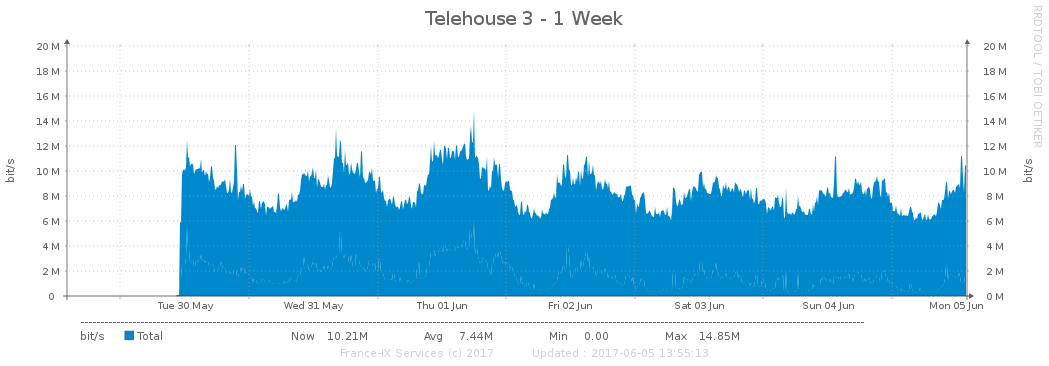 Telehouse 3 - 1 Week
RRDTOOL / TOBI OETIKER
bit/s
20 M
18 M
16 M
14 M
12 M
10 M
8 M
6 M
4 M
2 M
0
20 M
18 M
16 M
14 M
12 M
10 M
8 M
6 M
4 M
2 M
0 M
bit/s
Tue 30 May Wed 31 May Thu 01 Jun Fri 02 Jun Sat 03 Jun Sun 04 Jun Mon 05 Jun
bit/s Total Now 10.21M Avg 7.44M Min 0.00 Max 14.85M
France-IX Services (c) 2017 Updated : 2017-06-05 13:55:13